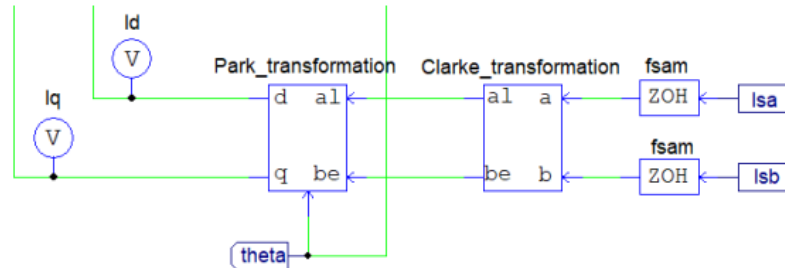 Id
V
Park_transformation
Clarke_transformation
fsam
Iq
d al
al a
ZOH
Isa
V
fsam
q be
be b
ZOH
Isb
theta